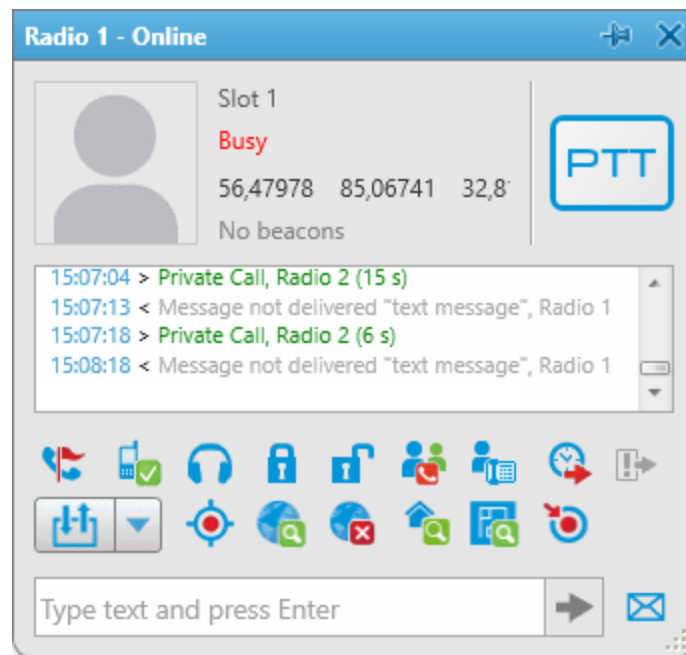 Radio 1 - Online
Slot 1
Busy
56,47978 85,06741 32,8
No beacons
PTT
15:07:04 > Private Call, Radio 2 (15 s)
15:07:13 < Message not delivered "text message", Radio 1
15:07:18 > Private Call, Radio 2 (6 s)
15:08:18 < Message not delivered "text message", Radio 1
Type text and press Enter